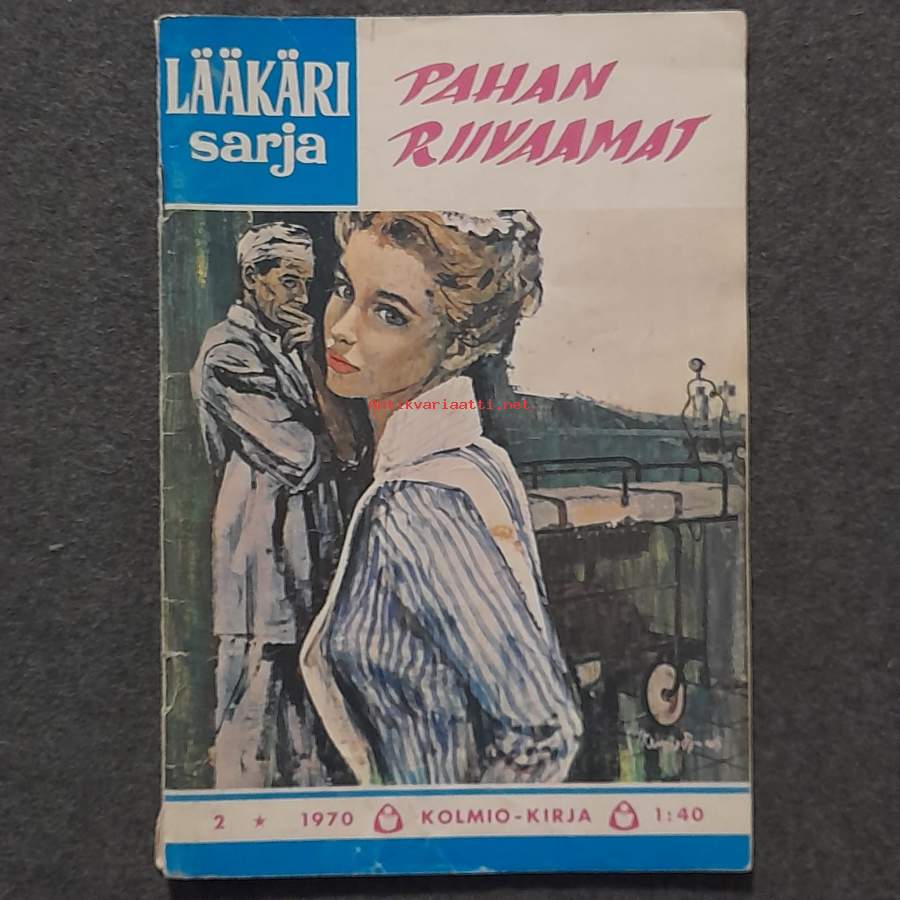 LÄÄKÄRI
sarja
PAHAN
RIIVAAMAT
antikvariaatti.net
2 ★ 1970 KOLMIO-KIRJA 1:40